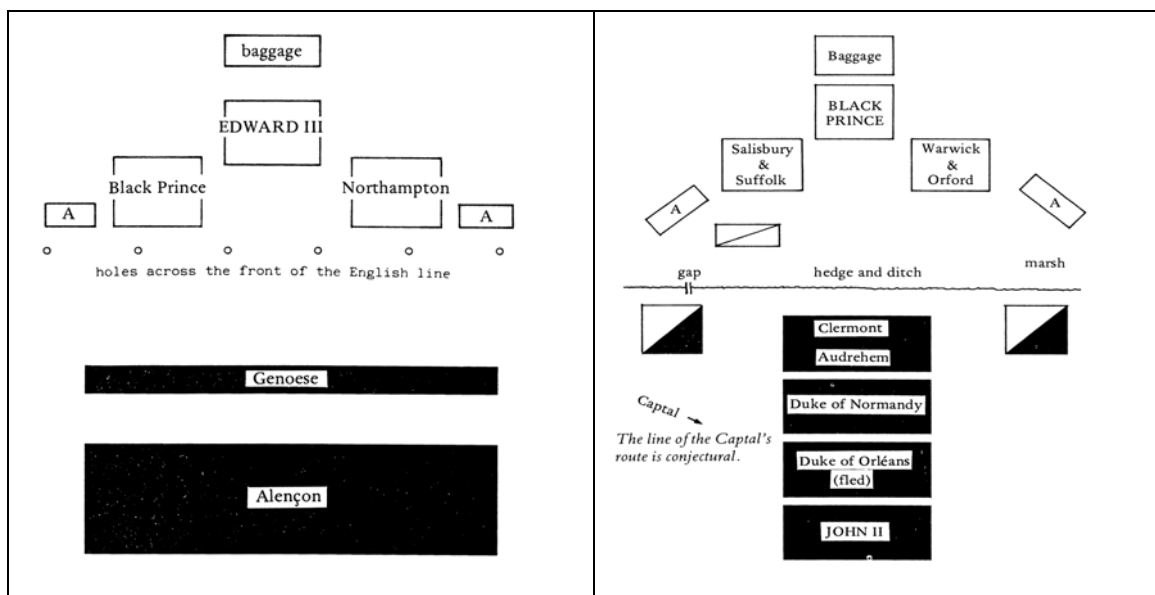 baggage
EDWARD III
Black Prince
Northampton
A
A
holes across the front of the English line
Genoese
Alençon
Baggage
BLACK
PRINCE
Salisbury
&
Suffolk
Warwick
&
Orford
A
A
gap
hedge and ditch
marsh
Clermont
Audrehem
Duke of Normandy
Captal
The line of the Captal's
route is conjectural.
Duke of Orléans
(fled)
JOHN II